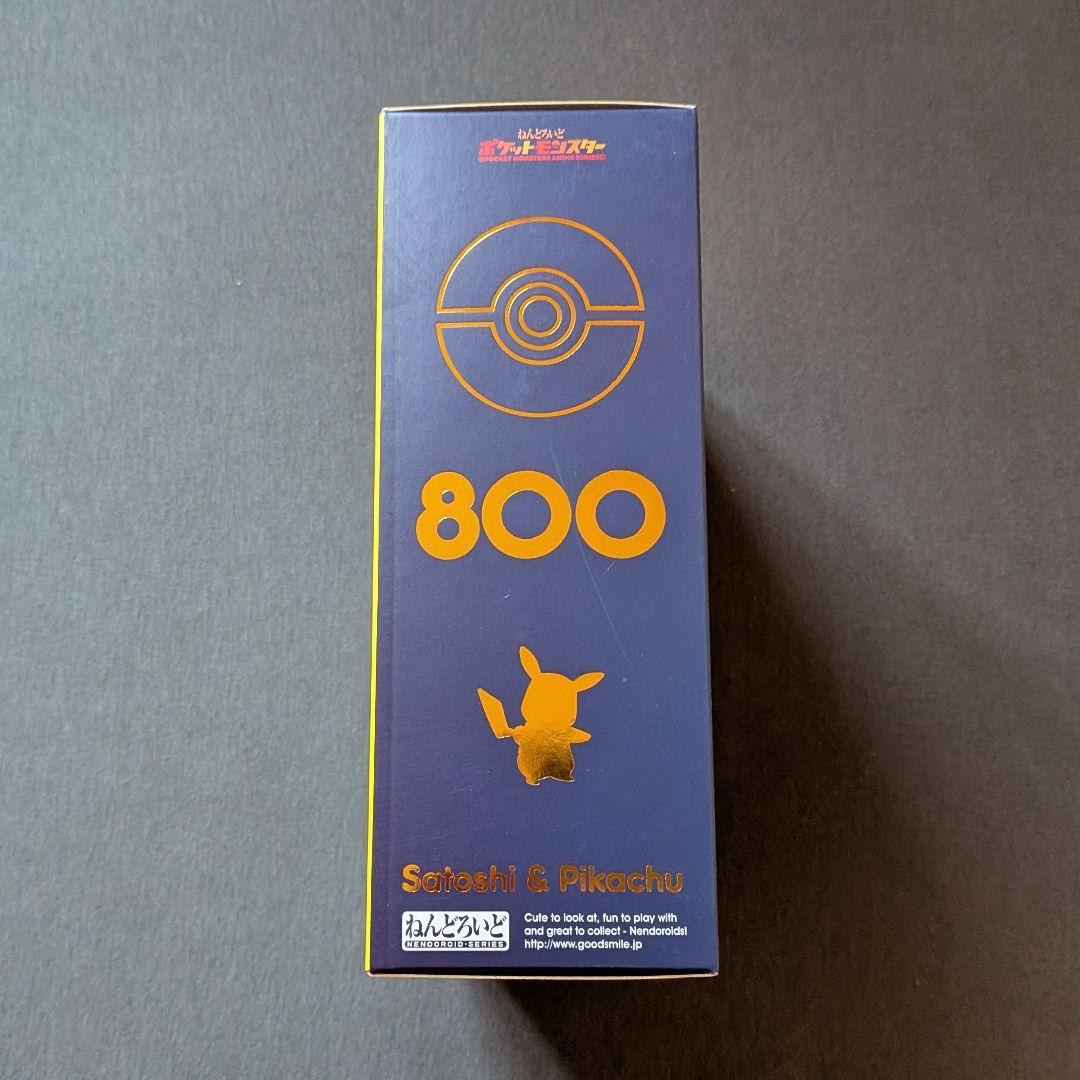 ねんどろいど
ポケットモンスター
POCKET MONSTERS ANIME SERIES
800
Satoshi & Pikachu
ねんどろいど
NENDOROID-SERIES
Cute to look at, fun to play with
and great to collect - Nendoroids!
http://www.goodsmile.jp